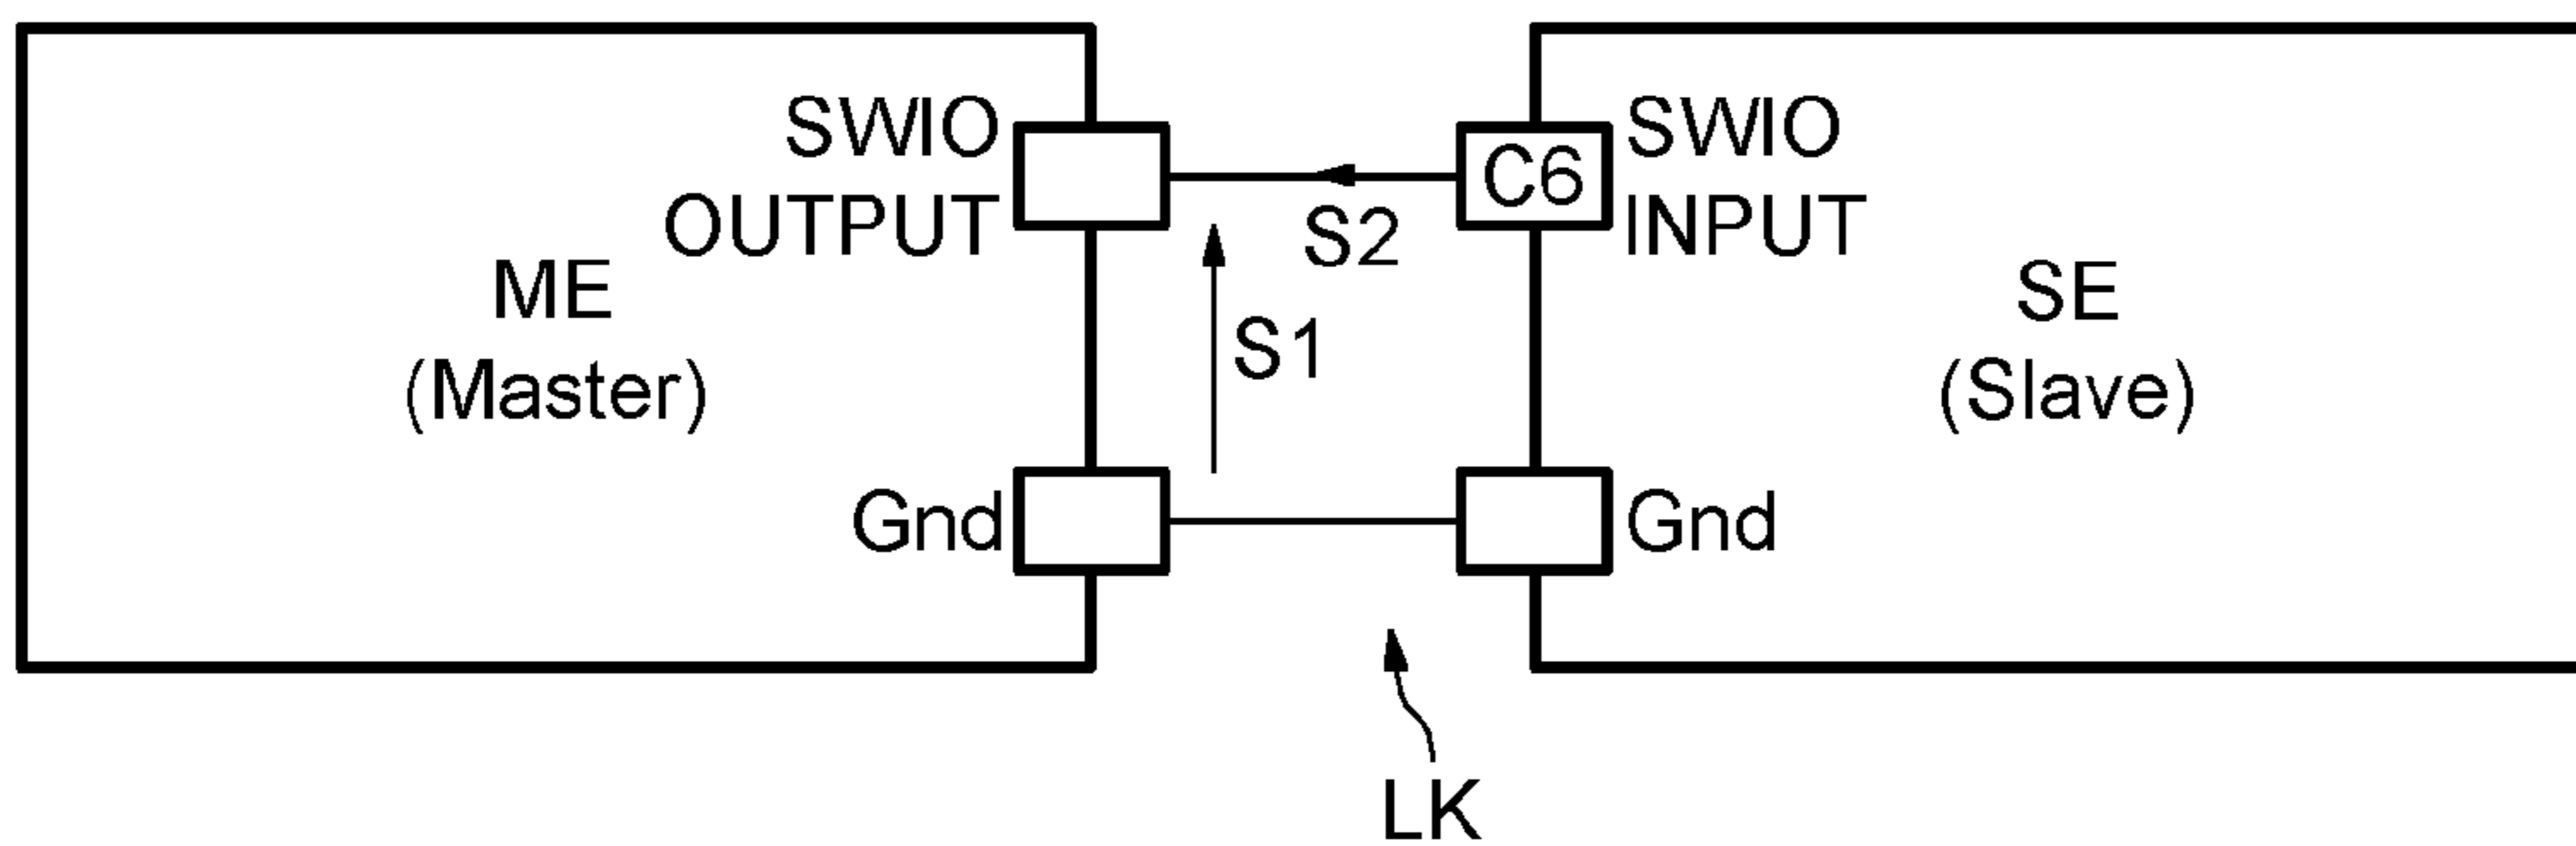 SWIO
OUTPUT
ME
(Master)
Gnd
S2
S1
C6
SWIO
INPUT
SE
(Slave)
Gnd
LK